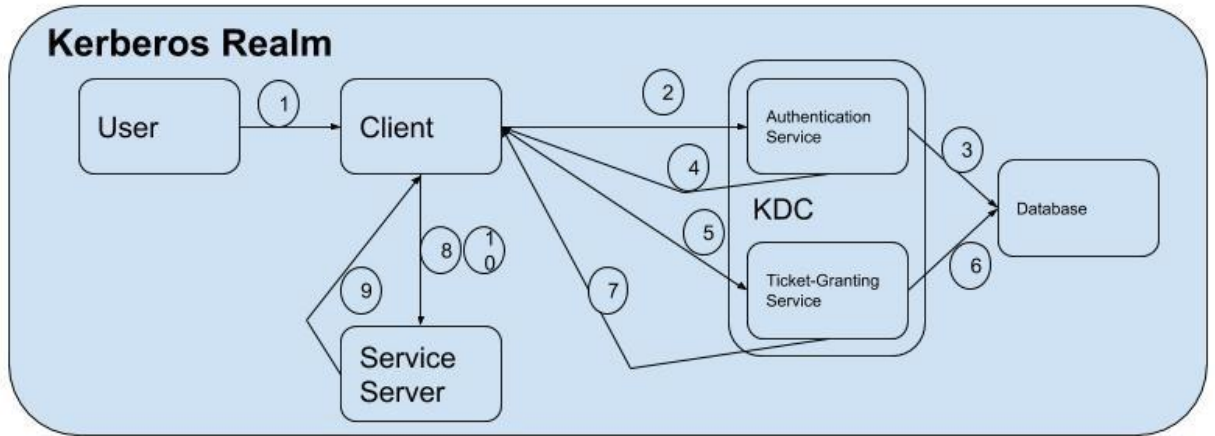 Kerberos Realm
User
1
Client
2
Authentication
Service
3
4
KDC
Database
5
8
1
0
Ticket-Granting
Service
6
9
7
Service
Server